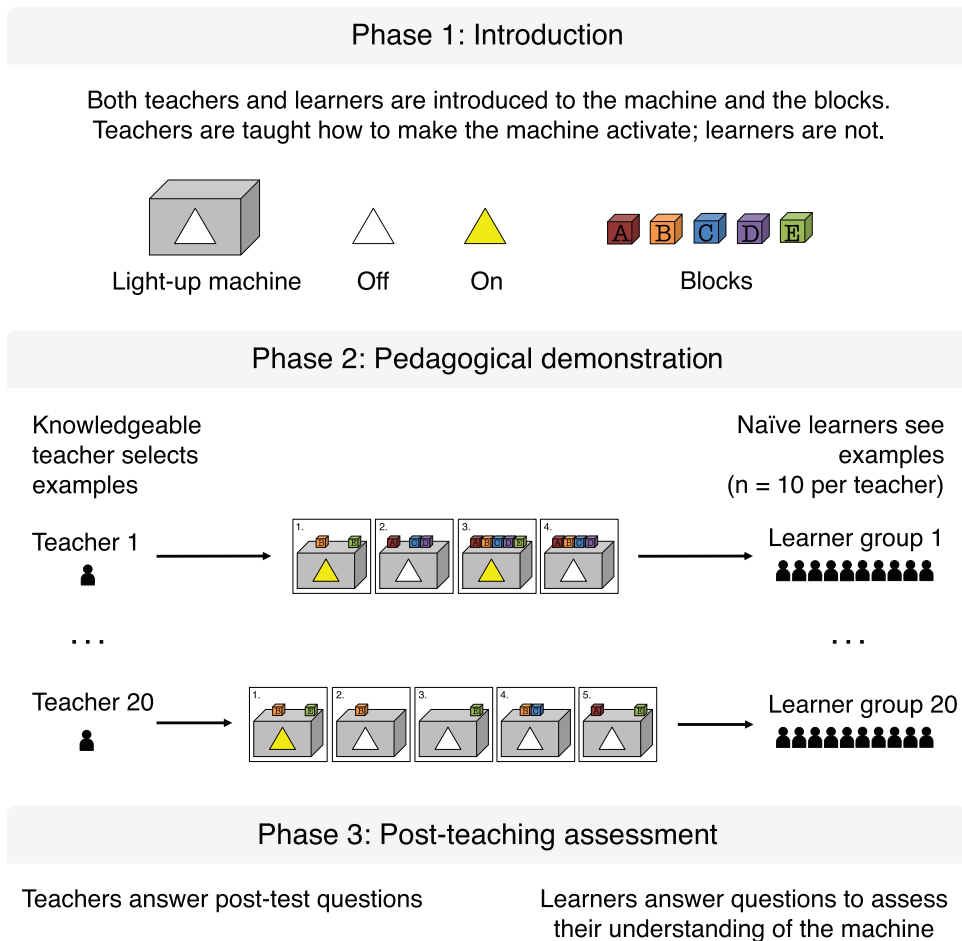 Phase 1: Introduction
Both teachers and learners are introduced to the machine and the blocks.
Teachers are taught how to make the machine activate; learners are not.
A B C D E
Light-up machine Off On Blocks
Phase 2: Pedagogical demonstration
Knowledgeable
teacher selects
examples
Naïve learners see
examples
(n = 10 per teacher)
Teacher 1
1. 2. 3. 4.
B E A C D A B C D E A B C D
Learner group 1
... ...
Teacher 20
1. 2. 3. 4. 5.
B E B E B C A E
Learner group 20
Phase 3: Post-teaching assessment
Teachers answer post-test questions
Learners answer questions to assess
their understanding of the machine